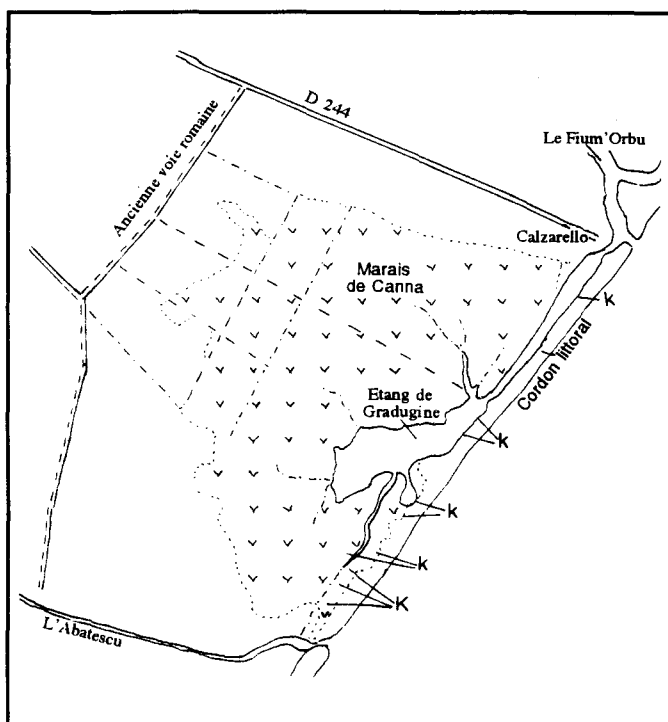 D 244
Ancienne voie romaine
Le Fium'Orbu
Calzarello
Marais
de Canna
k
Cordon littoral
Etang de
Gradugine
k
k
k
K
L'Abatescu